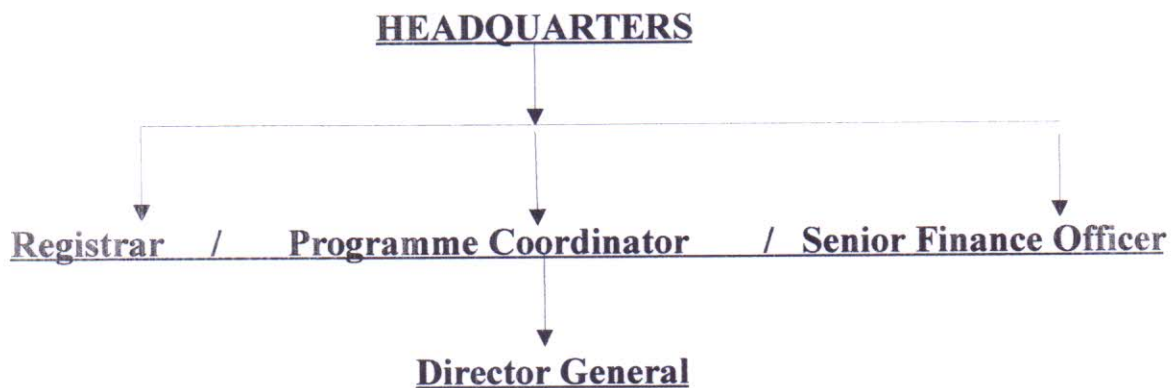 HEADQUARTERS
Registrar / Programme Coordinator / Senior Finance Officer
Director General